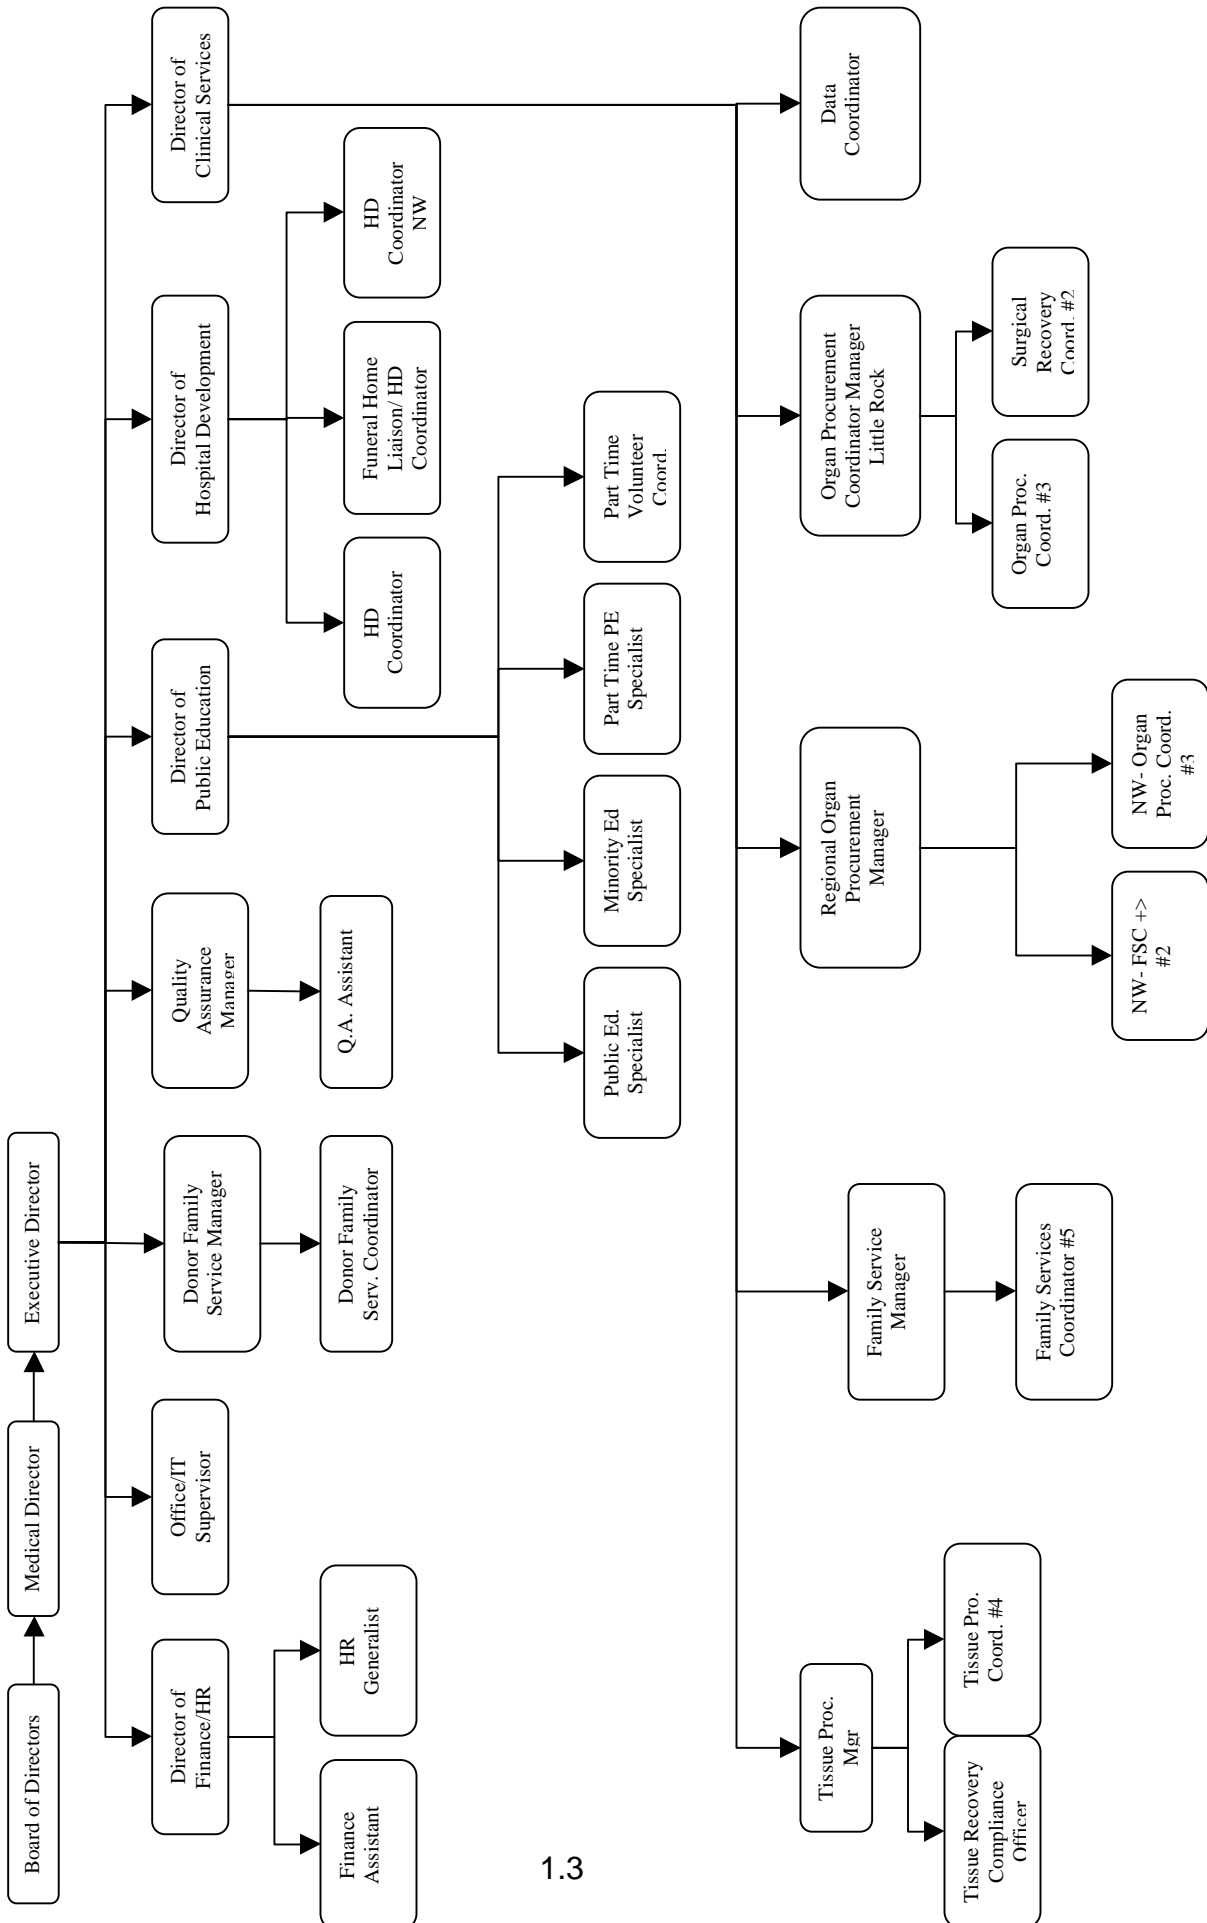 Board of Directors
Medical Director
Executive Director
Director of
Finance/HR
Office/IT
Supervisor
Donor Family
Service Manager
Quality
Assurance
Manager
Director of
Public Education
Director of
Hospital Development
Director of
Clinical Services
Finance
Assistant
HR
Generalist
Donor Family
Serv. Coordinator
Q.A. Assistant
HD
Coordinator
Funeral Home
Liaison/ HD
Coordinator
HD
Coordinator
NW
Public Ed.
Specialist
Minority Ed
Specialist
Part Time PE
Specialist
Part Time
Volunteer
Coord.
Tissue Proc.
Mgr
Family Service
Manager
Regional Organ
Procurement
Manager
Organ Procurement
Coordinator Manager
Little Rock
Data
Coordinator
Tissue Recovery
Compliance
Officer
Tissue Pro.
Coord. #4
Family Services
Coordinator #5
NW- FSC +>
#2
NW- Organ
Proc. Coord.
#3
Organ Proc.
Coord. #3
Surgical
Recovery
Coord. #2
1.3